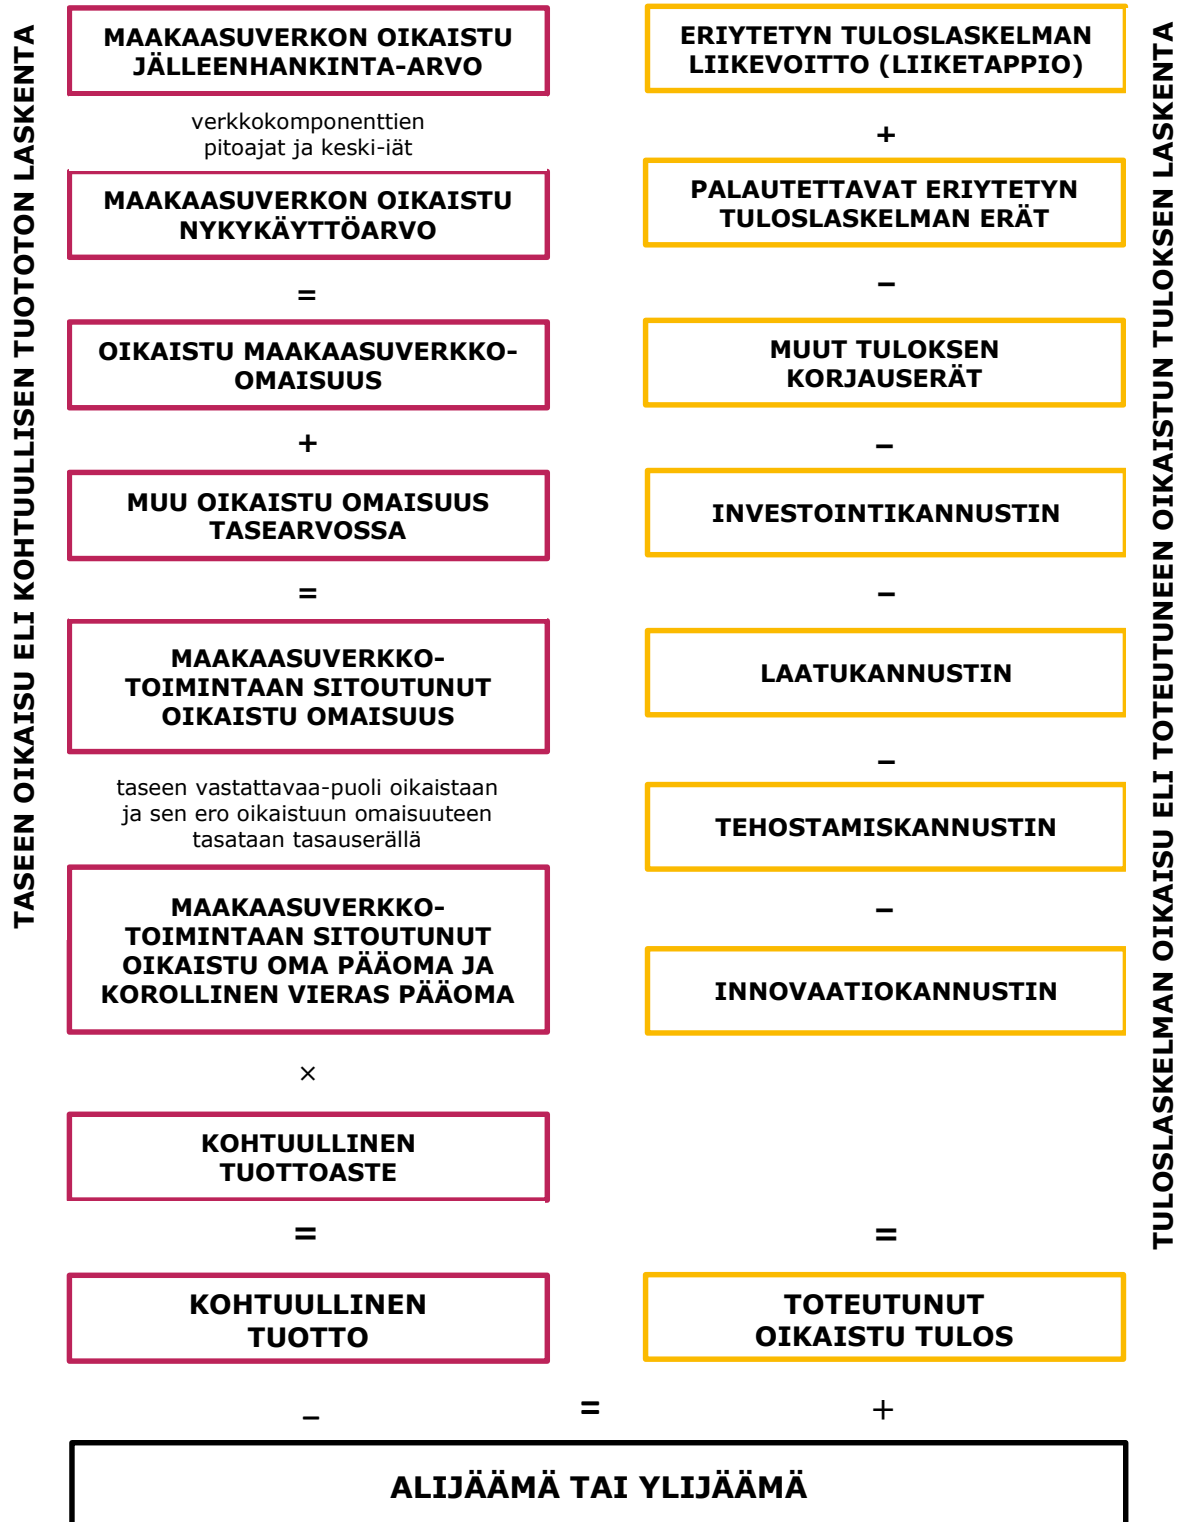 TASEEN OIKAISU ELI KOHTUULLISEN TUOTOTON LASKENTA
MAAKAASUVERKON OIKAISTU
JÄLLEENHANKINTA-ARVO
verkkokomponenttien
pitoajat ja keski-iät
MAAKAASUVERKON OIKAISTU
NYKYKÄYTTÖARVO
=
OIKAISTU MAAKAASUVERKKO-
OMAISUUS
+
MUU OIKAISTU OMAISUUS
TASEARVOSSA
=
MAAKAASUVERKKO-
TOIMINTAAN SITOUTUNUT
OIKAISTU OMAISUUS
taseen vastattavaa-puoli oikaistaan
ja sen ero oikaistuun omaisuuteen
tasataan tasauserällä
MAAKAASUVERKKO-
TOIMINTAAN SITOUTUNUT
OIKAISTU OMA PÄÄOMA JA
KOROLLINEN VIERAS PÄÄOMA
×
KOHTUULLINEN
TUOTTOASTE
=
KOHTUULLINEN
TUOTTO
ERIYTETYN TULOSLASKELMAN
LIIKEVOITTO (LIIKETAPPIO)
+
PALAUTETTAVAT ERIYTETYN
TULOSLASKELMAN ERÄT
–
MUUT TULOKSEN
KORJAUSERÄT
–
INVESTOINTIKANNUSTIN
–
LAATUKANNUSTIN
–
TEHOSTAMISKANNUSTIN
–
INNOVAATIOKANNUSTIN
=
TOTEUTUNUT
OIKAISTU TULOS
TULOSLASKELMAN OIKAISU ELI TOTEUTUNEEN OIKAISTUN TULOKSEN LASKENTA
– = +
ALIJÄÄMÄ TAI YLIJÄÄMÄ